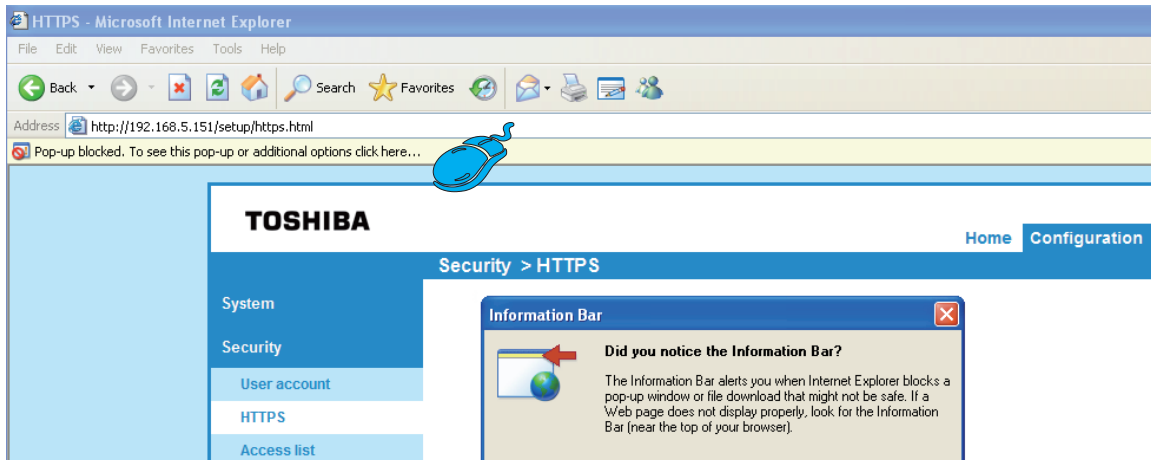 HTTPS - Microsoft Internet Explorer
File Edit View Favorites Tools Help
Back Search Favorites
Address http://192.168.5.151/setup/https.html
Pop-up blocked. To see this pop-up or additional options click here...
TOSHIBA
Home Configuration
Security > HTTPS
System
Information Bar
Security
Did you notice the Information Bar?
User account
The Information Bar alerts you when Internet Explorer blocks a
pop-up window or file download that might not be safe. If a
Web page does not display properly, look for the Information
Bar (near the top of your browser).
HTTPS
Access list